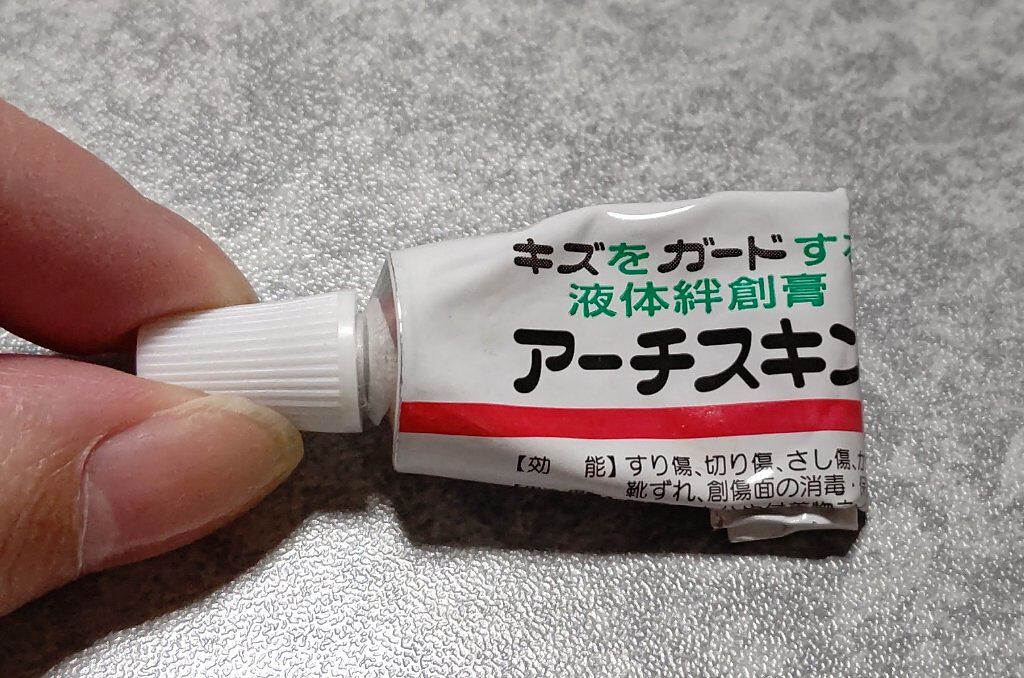 キズをガードする
液体絆創膏
アーチスキン
【効　能】すり傷、切り傷、さし傷、か
靴ずれ、創傷面の消毒・